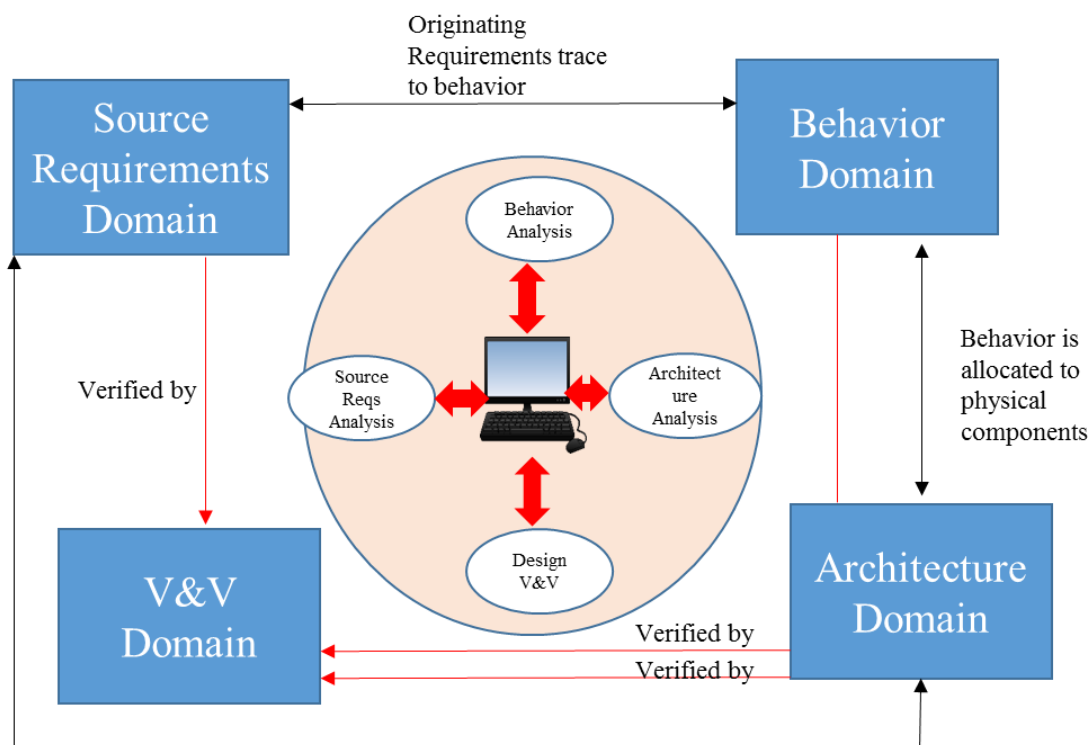 Originating
Requirements trace
to behavior
Source
Requirements
Domain
Behavior
Domain
Behavior
Analysis
Verified by
Source
Reqs
Analysis
Architect
ure
Analysis
Behavior is
allocated to
physical
components
V&V
Domain
Design
V&V
Architecture
Domain
Verified by
Verified by